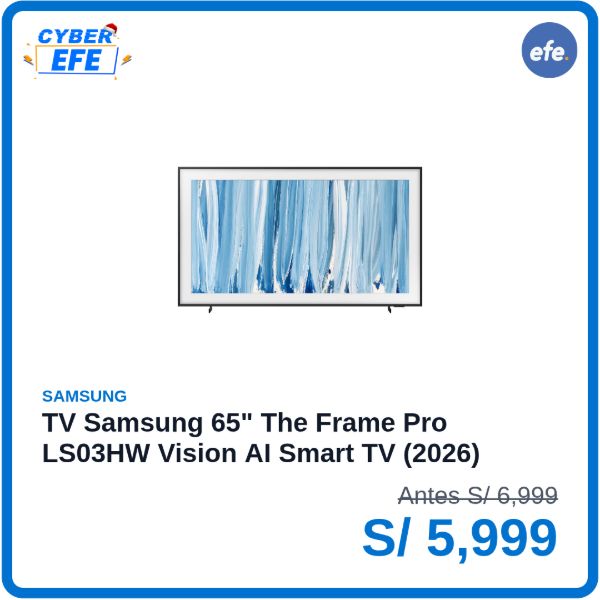 CYBER
EFE
efe.
SAMSUNG
TV Samsung 65" The Frame Pro
LS03HW Vision AI Smart TV (2026)
Antes S/ 6,999
S/ 5,999